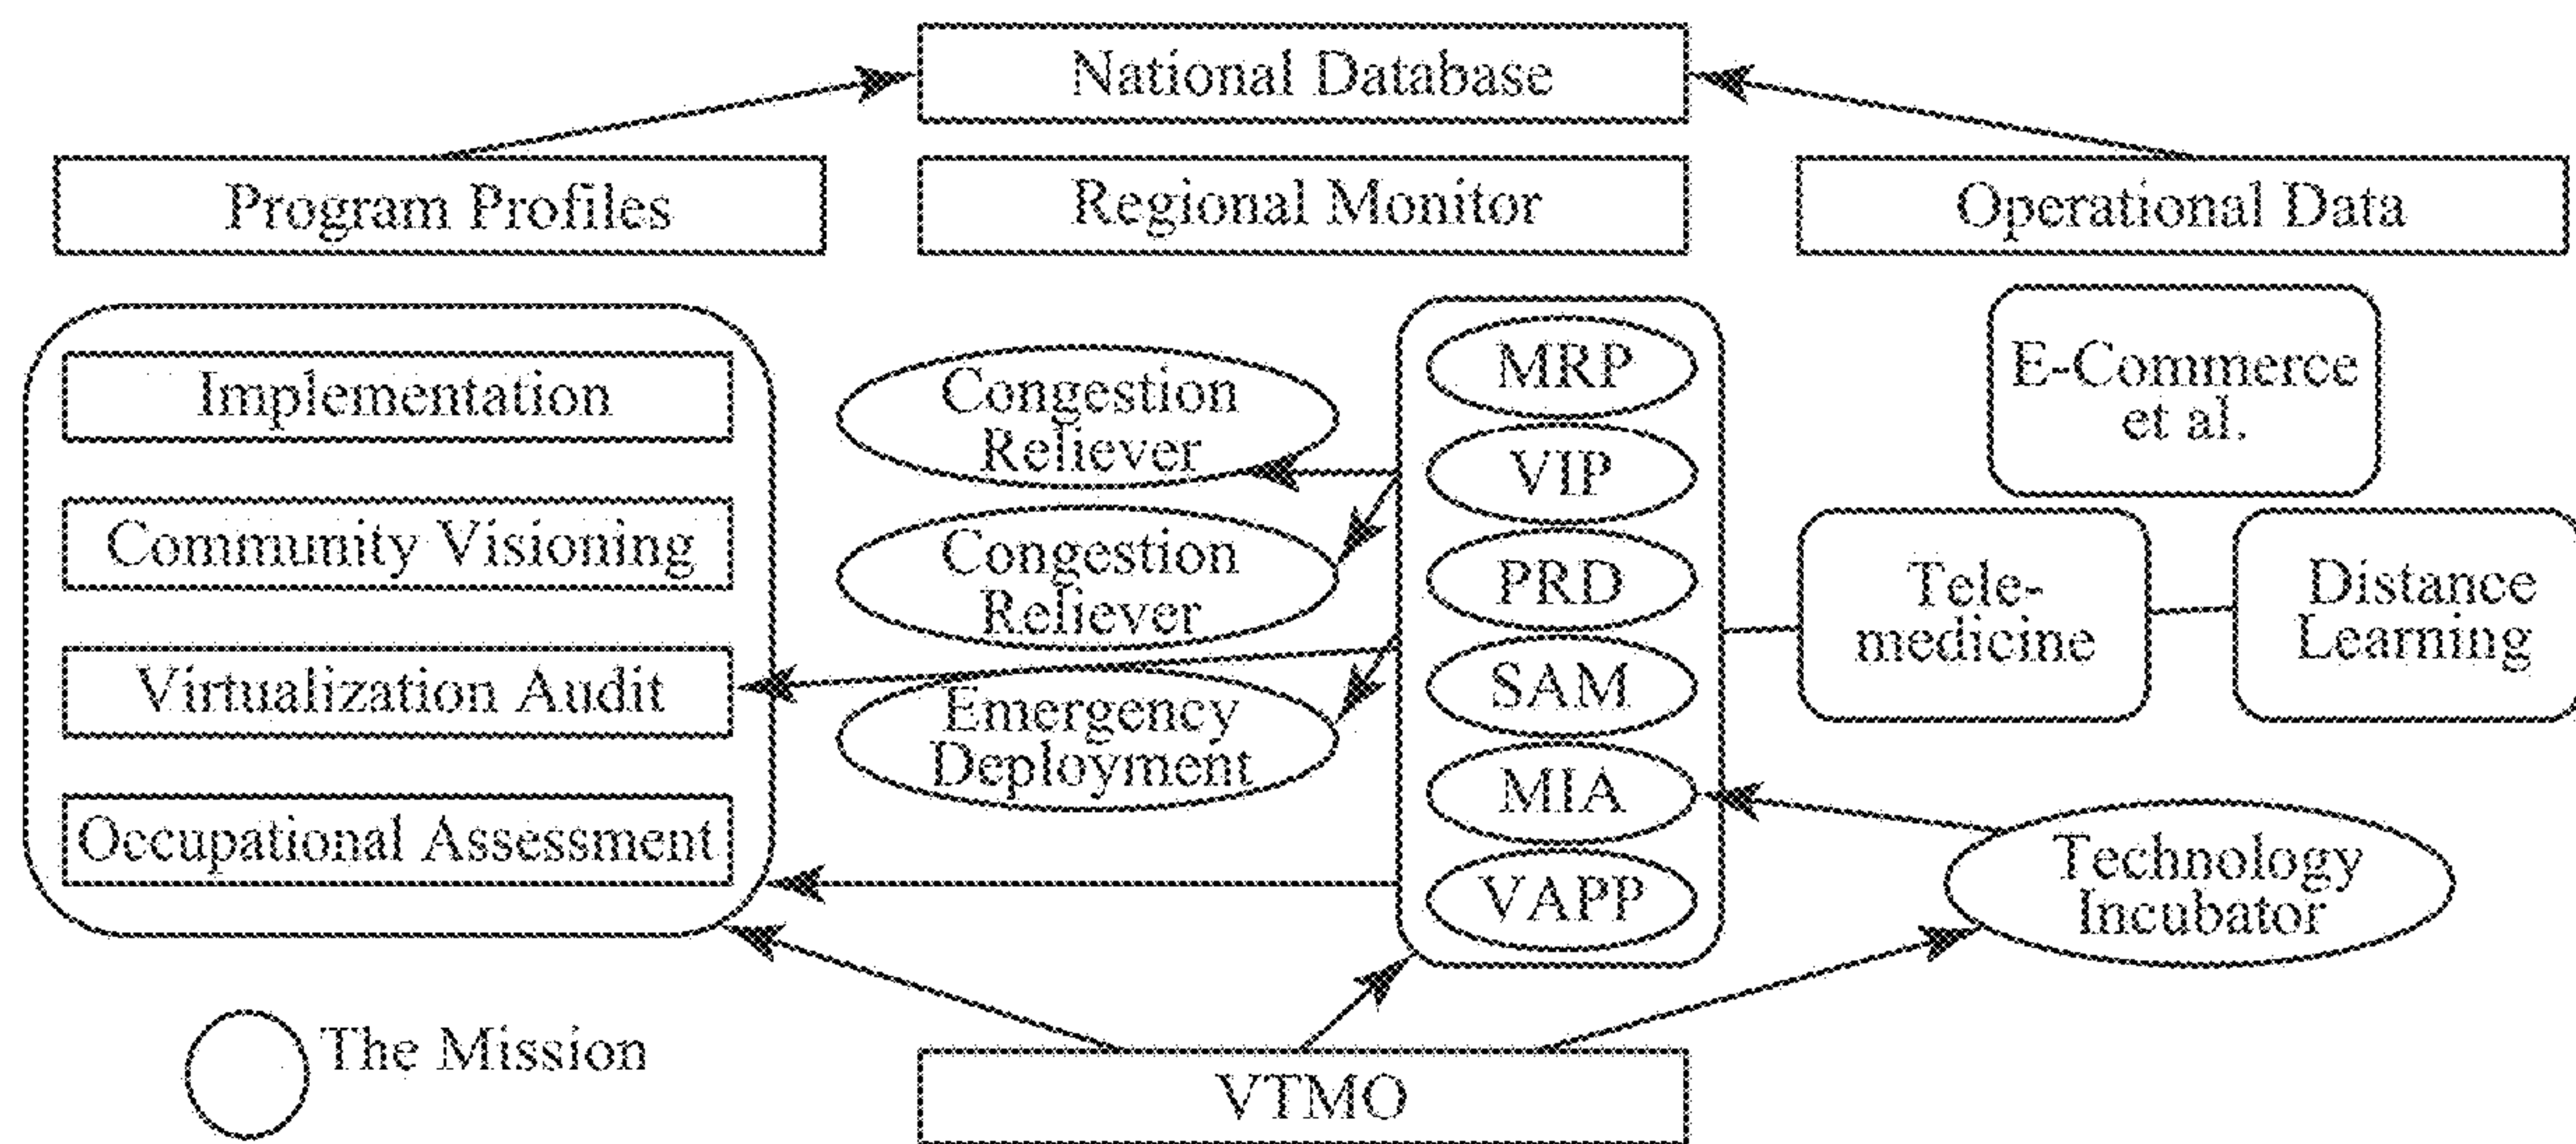 National Database
Program Profiles
Regional Monitor
Operational Data
Implementation
Community Visioning
Virtualization Audit
Occupational Assessment
Congestion
Reliever
Congestion
Reliever
Emergency
Deployment
MRP
VIP
PRD
SAM
MIA
VAPP
E-Commerce
et al.
Tele-
medicine
Distance
Learning
Technology
Incubator
The Mission
VTMO